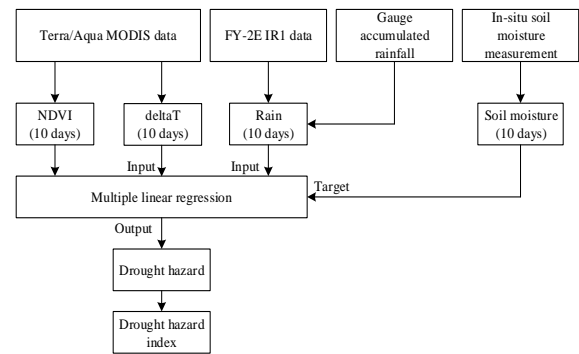 Terra/Aqua MODIS data
FY-2E IR1 data
Gauge
accumulated
rainfall
In-situ soil
moisture
measurement
NDVI
(10 days)
deltaT
(10 days)
Rain
(10 days)
Soil moisture
(10 days)
Input
Input
Target
Multiple linear regression
Output
Drought hazard
Drought hazard
index